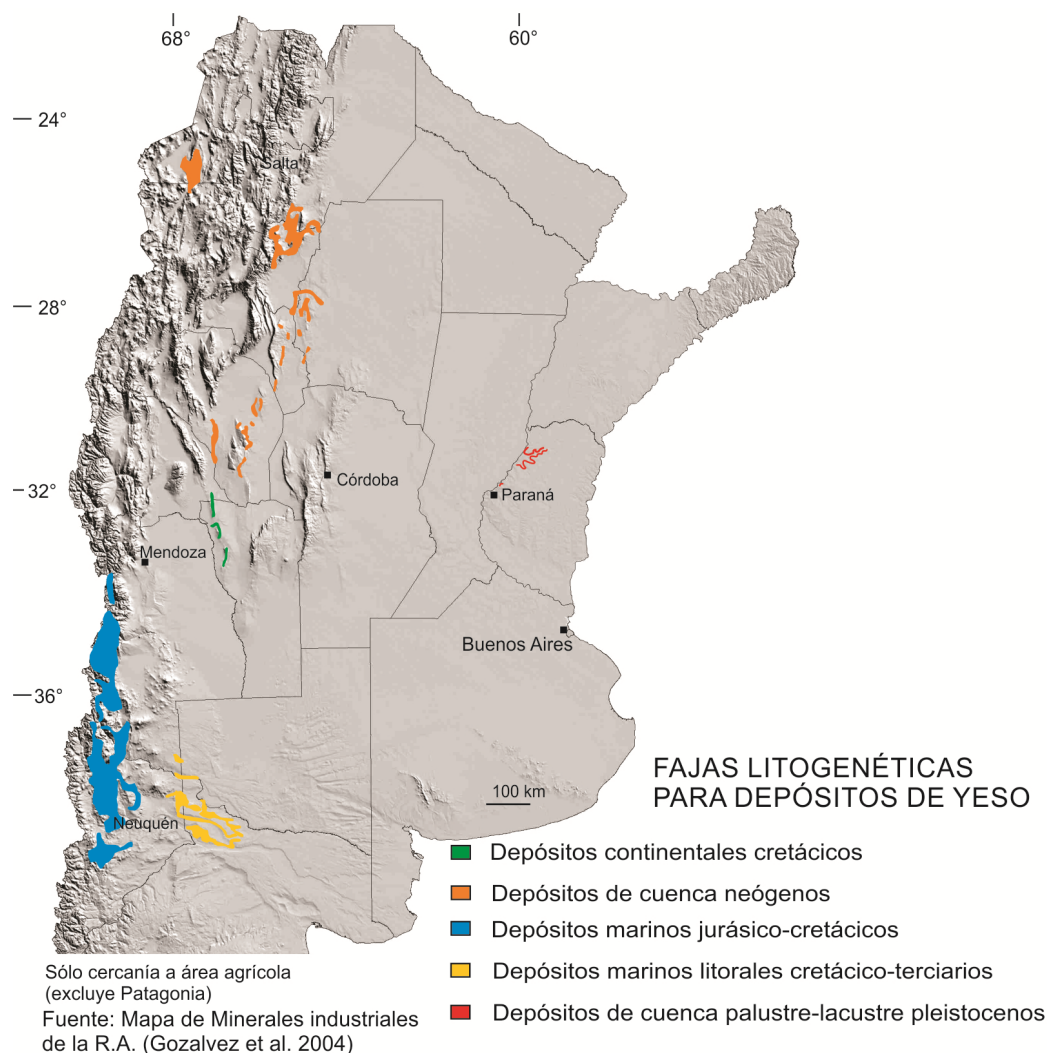 68°
60°
24°
Salta
28°
Córdoba
32°
Paraná
Mendoza
Buenos Aires
36°
FAJAS LITOGENÉTICAS
PARA DEPÓSITOS DE YESO
100 km
Neuquén
Depósitos continentales cretácicos
Depósitos de cuenca neógenos
Depósitos marinos jurásico-cretácicos
Depósitos marinos litorales cretácico-terciarios
Depósitos de cuenca palustre-lacustre pleistocenos
Sólo cercanía a área agrícola
(excluye Patagonia)
Fuente: Mapa de Minerales industriales
de la R.A. (Gozalvez et al. 2004)